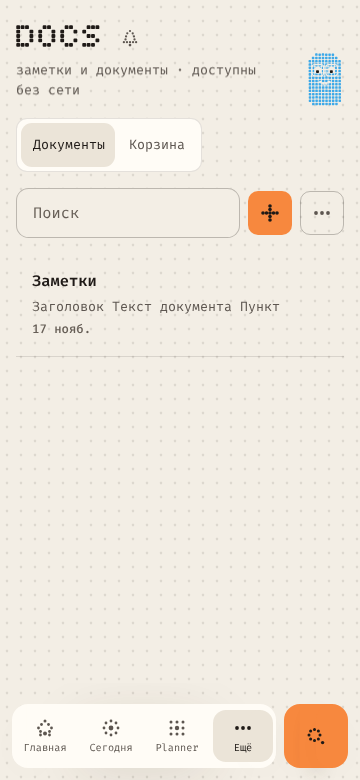 DOCS
заметки и документы · доступны
без сети
Документы
Корзина
Поиск
Заметки
Заголовок Текст документа Пункт
17 нояб.
Главная
Сегодня
Planner
Ещё